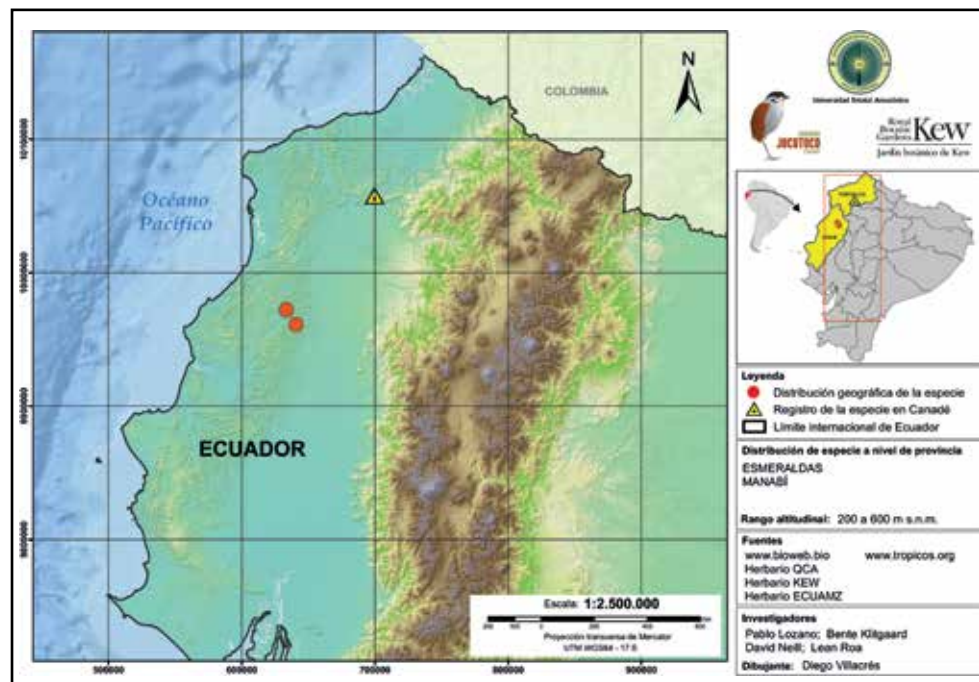 N
COLOMBIA
Océano
Pacífico
ECUADOR
10100000
10000000
9900000
9800000
500000
600000
700000
800000
900000
Escala: 1:2.500.000
Proyección transversa de Mercator
UTM WGS84 - 17 S
Universidad Estatal Amazónica
JOCOTOCO
Royal
Botanic
Gardens
Kew
Jardín botánico de Kew
Leyenda
Distribución geográfica de la especie
Registro de la especie en Canadé
Límite internacional de Ecuador
Distribución de especie a nivel de provincia
ESMERALDAS
MANABÍ
Rango altitudinal: 200 a 600 m s.n.m.
Fuentes
www.bioweb.bio www.tropicos.org
Herbario QCA
Herbario KEW
Herbario ECUAMZ
Investigadores
Pablo Lozano; Bente Klitgaard
David Neill; Lean Roa
Dibujante: Diego Villacrés